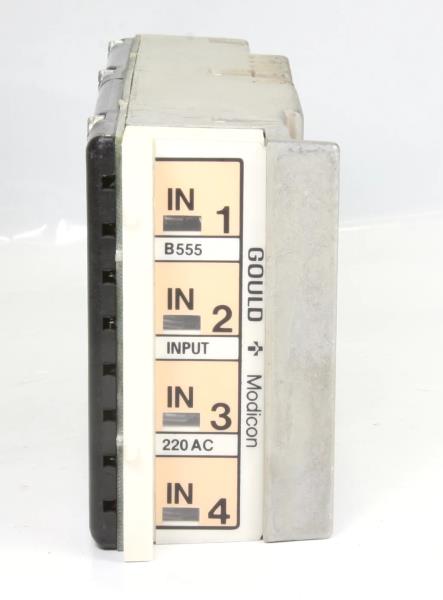 IN 1
B555
IN 2
INPUT
IN 3
220 AC
IN 4
GOULD
Modicon